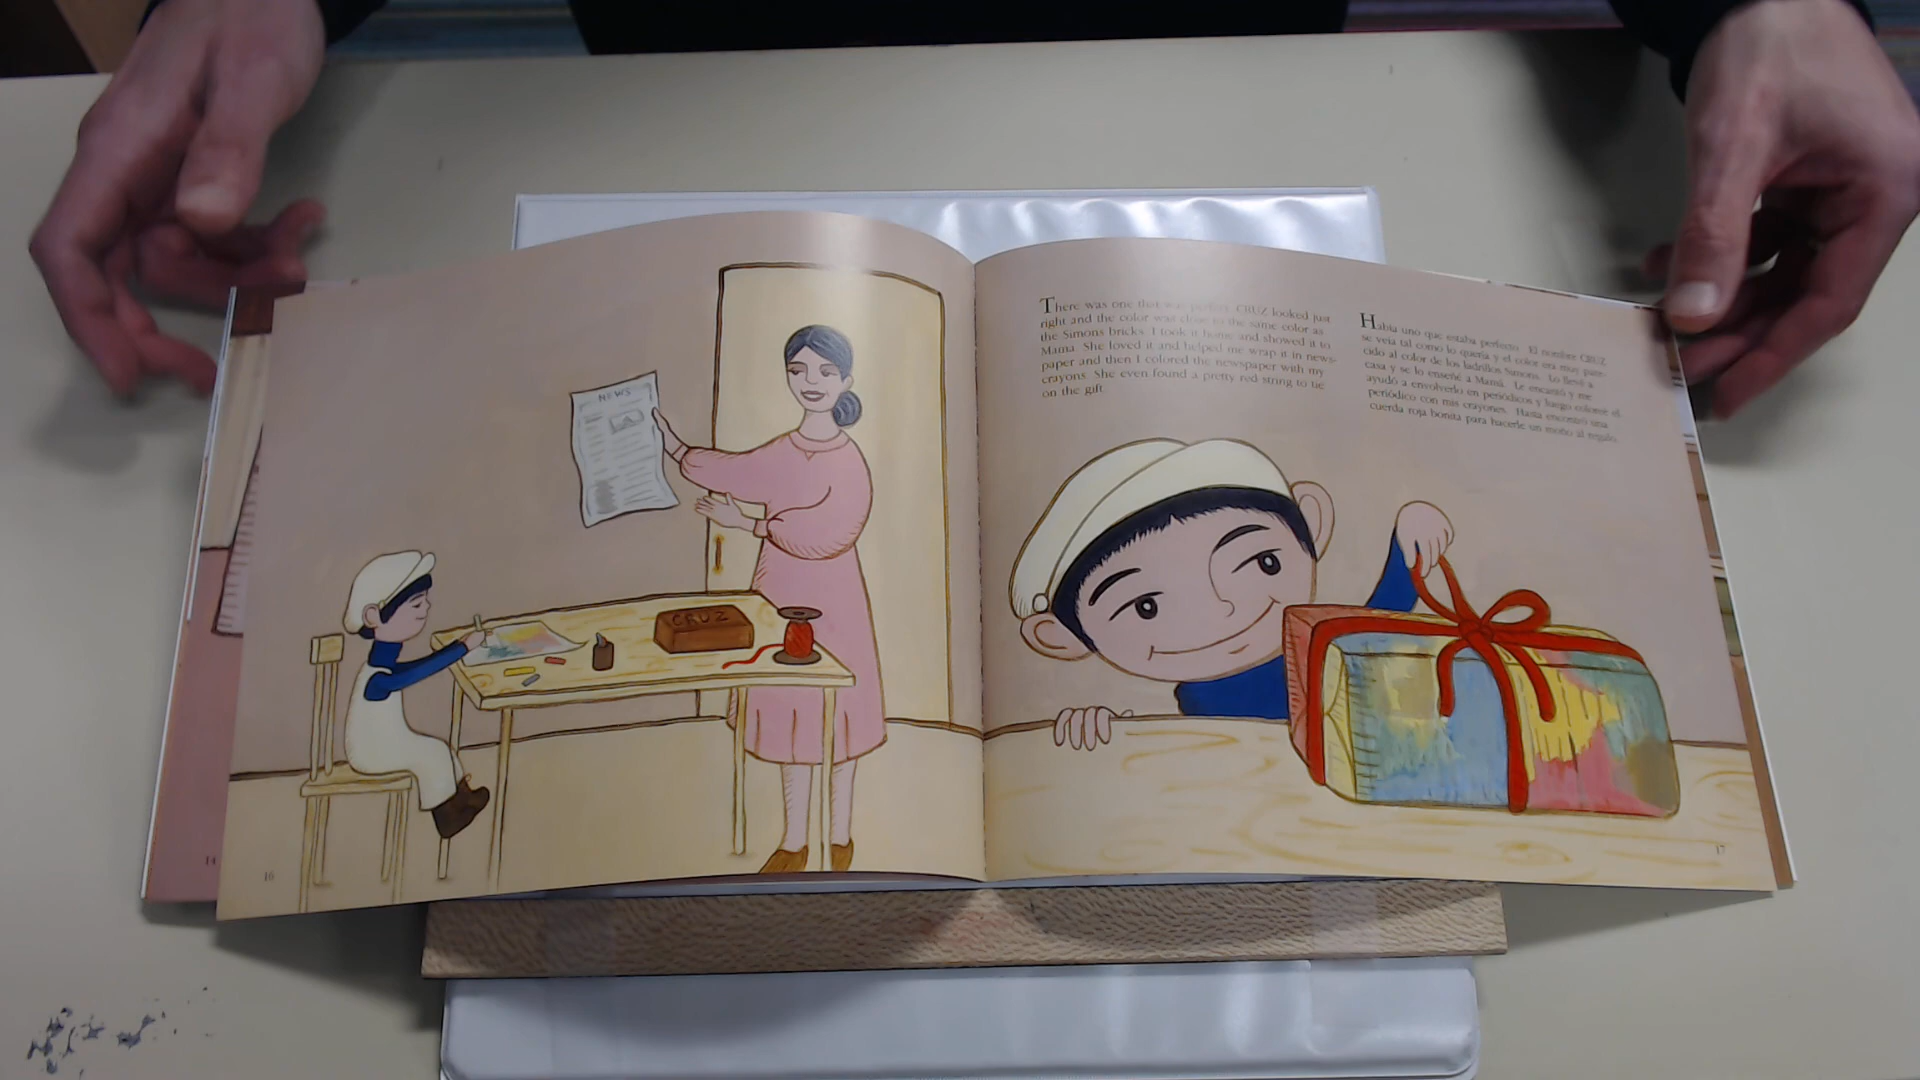 NEWS
CRUZ
There was one that was perfect. CRUZ looked just
right and the color was close to the same color as
the Simons bricks. I took it home and showed it to
Mama. She loved it and helped me wrap it in news-
paper and then I colored the newspaper with my
crayons. She even found a pretty red string to tie
on the gift.
Había uno que estaba perfecto. El nombre CRUZ
se veía tal como lo quería y el color era muy pare-
cido al color de los ladrillos Simons. Lo llevé a
casa y se lo enseñé a Mamá. Le encantó y me
ayudó a envolverlo en periódicos y luego coloreé el
periódico con mis crayones. Hasta encontró una
cuerda roja bonita para hacerle un moño al regalo.
14
16
17